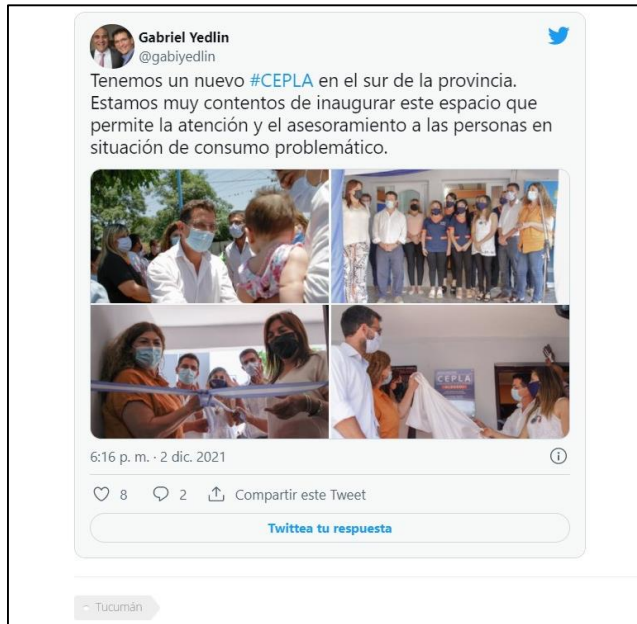 Gabriel Yedlin
@gabiyedlin
Tenemos un nuevo #CEPLA en el sur de la provincia.
Estamos muy contentos de inaugurar este espacio que
permite la atención y el asesoramiento a las personas en
situación de consumo problemático.
CEPLA
6:16 p. m. · 2 dic. 2021
8 2 Compartir este Tweet
Twittea tu respuesta
Tucumán